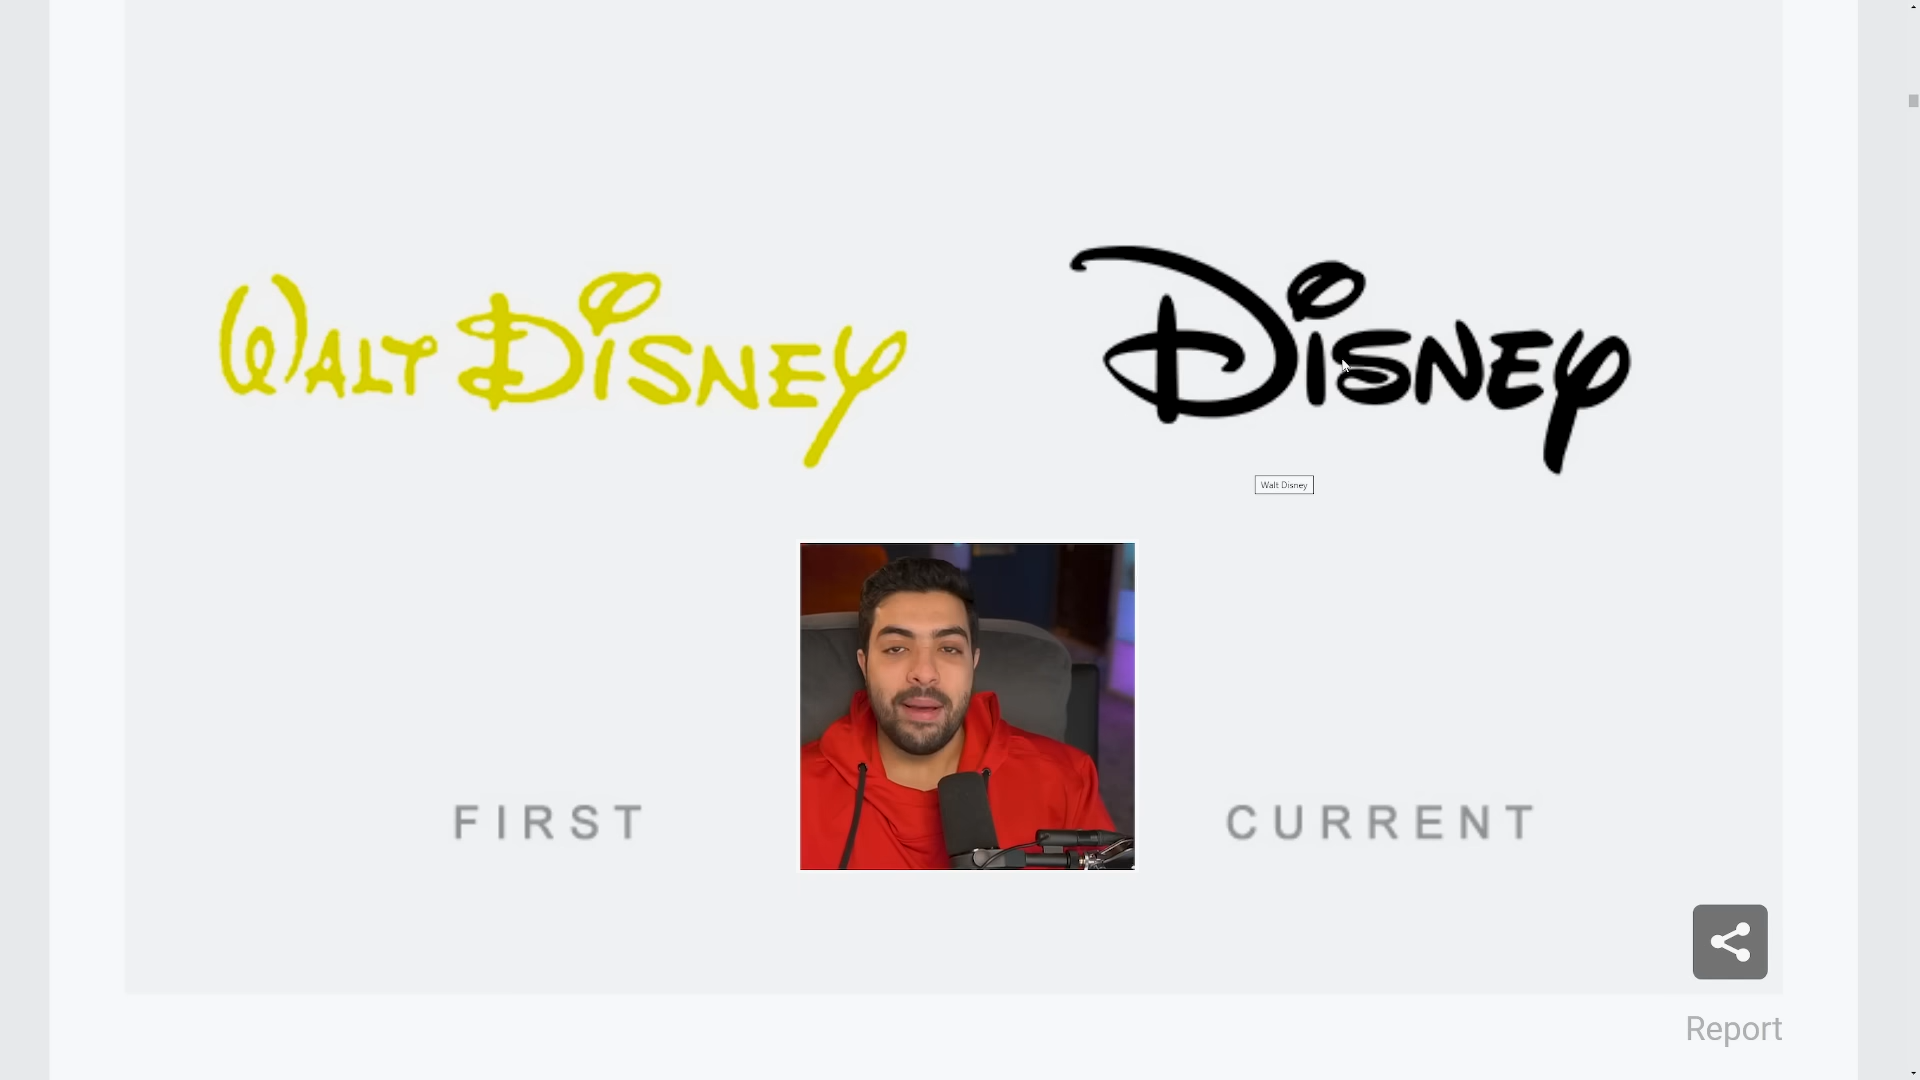 WALT DISNEY
DISNEY
Walt Disney
FIRST
CURRENT
Report